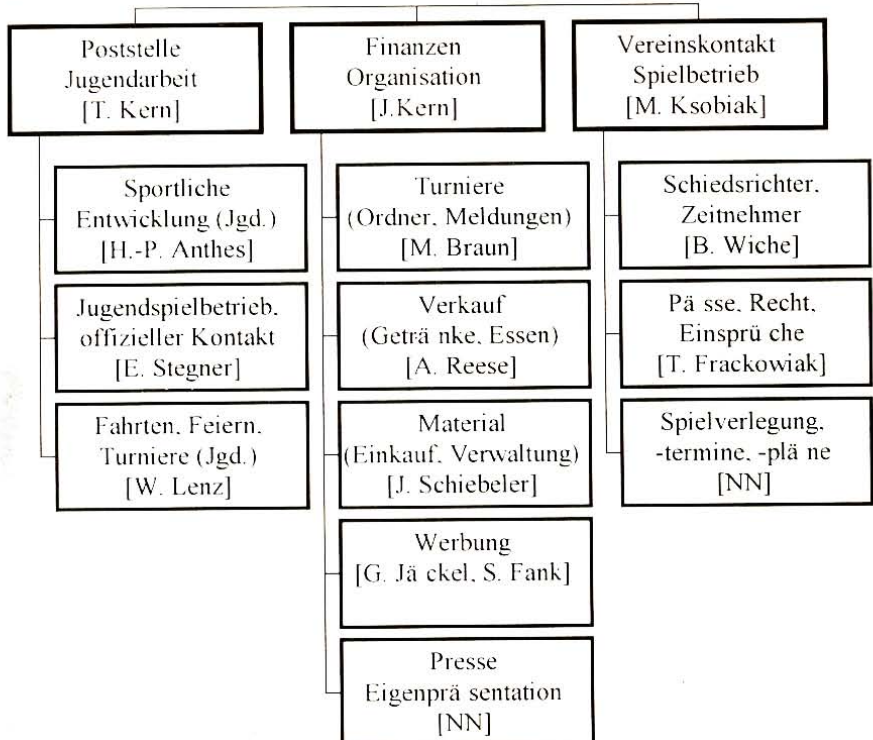 Poststelle
Jugendarbeit
[T. Kern]
Finanzen
Organisation
[J.Kern]
Vereinskontakt
Spielbetrieb
[M. Ksobiak]
Sportliche
Entwicklung (Jgd.)
[H.-P. Anthes]
Jugendspielbetrieb,
offizieller Kontakt
[E. Stegner]
Fahrten, Feiern,
Turniere (Jgd.)
[W. Lenz]
Turniere
(Ordner, Meldungen)
[M. Braun]
Verkauf
(Geträ nke, Essen)
[A. Reese]
Material
(Einkauf, Verwaltung)
[J. Schiebeler]
Werbung
[G. Jä ckel, S. Fank]
Presse
Eigenprä sentation
[NN]
Schiedsrichter,
Zeitnehmer
[B. Wiche]
Pä sse, Recht,
Einsprü che
[T. Frackowiak]
Spielverlegung,
-termine, -plä ne
[NN]